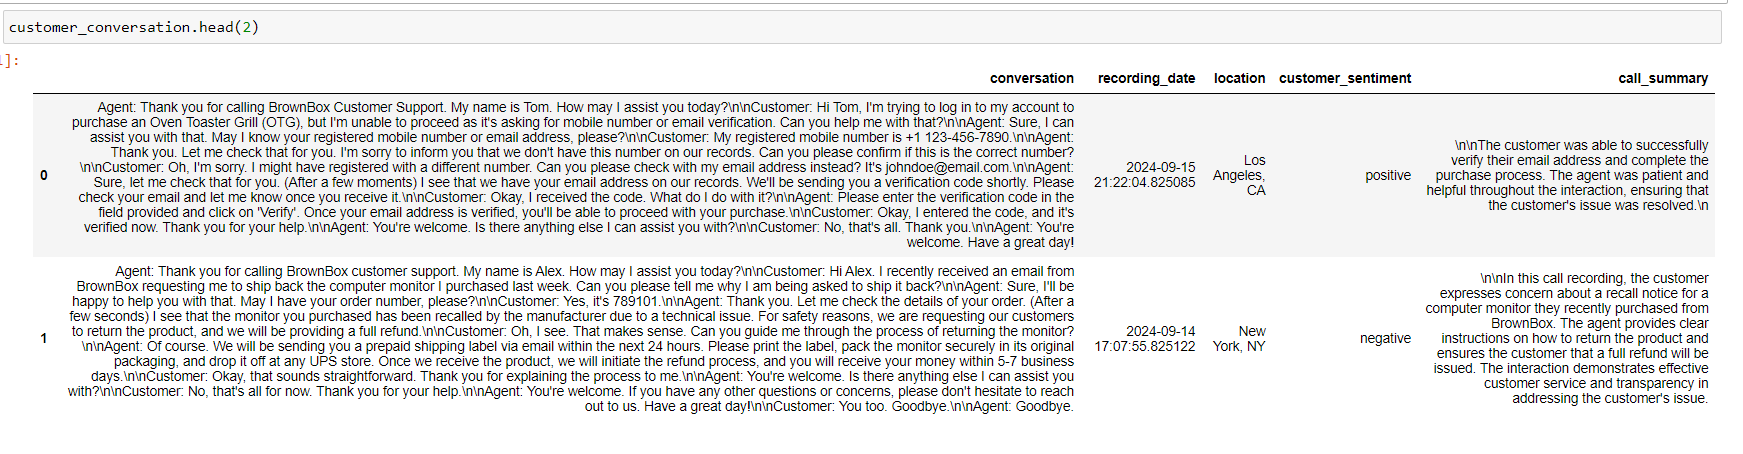 customer_conversation.head(2)
]:
conversation recording_date location customer_sentiment call_summary
0
Agent: Thank you for calling BrownBox Customer Support. My name is Tom. How may I assist you today?\n\nCustomer: Hi Tom, I'm trying to log in to my account to
purchase an Oven Toaster Grill (OTG), but I'm unable to proceed as it's asking for mobile number or email verification. Can you help me with that?\n\nAgent: Sure, I can
assist you with that. May I know your registered mobile number or email address, please?\n\nCustomer: My registered mobile number is +1 123-456-7890.\n\nAgent:
Thank you. Let me check that for you. I'm sorry to inform you that we don't have this number on our records. Can you please confirm if this is the correct number?
\n\nCustomer: Oh, I'm sorry. I might have registered with a different number. Can you please check with my email address instead? It's johndoe@email.com.\n\nAgent:
Sure, let me check that for you. (After a few moments) I see that we have your email address on our records. We'll be sending you a verification code shortly. Please
check your email and let me know once you receive it.\n\nCustomer: Okay, I received the code. What do I do with it?\n\nAgent: Please enter the verification code in the
field provided and click on 'Verify'. Once your email address is verified, you'll be able to proceed with your purchase.\n\nCustomer: Okay, I entered the code, and it's
verified now. Thank you for your help.\n\nAgent: You're welcome. Is there anything else I can assist you with?\n\nCustomer: No, that's all. Thank you.\n\nAgent: You're
welcome. Have a great day!
2024-09-15
21:22:04.825085
Los
Angeles,
CA
positive
\n\nThe customer was able to successfully
verify their email address and complete the
purchase process. The agent was patient and
helpful throughout the interaction, ensuring that
the customer's issue was resolved.\n
1
Agent: Thank you for calling BrownBox customer support. My name is Alex. How may I assist you today?\n\nCustomer: Hi Alex. I recently received an email from
BrownBox requesting me to ship back the computer monitor I purchased last week. Can you please tell me why I am being asked to ship it back?\n\nAgent: Sure, I'll be
happy to help you with that. May I have your order number, please?\n\nCustomer: Yes, it's 789101.\n\nAgent: Thank you. Let me check the details of your order. (After a
few seconds) I see that the monitor you purchased has been recalled by the manufacturer due to a technical issue. For safety reasons, we are requesting our customers
to return the product, and we will be providing a full refund.\n\nCustomer: Oh, I see. That makes sense. Can you guide me through the process of returning the monitor?
\n\nAgent: Of course. We will be sending you a prepaid shipping label via email within the next 24 hours. Please print the label, pack the monitor securely in its original
packaging, and drop it off at any UPS store. Once we receive the product, we will initiate the refund process, and you will receive your money within 5-7 business
days.\n\nCustomer: Okay, that sounds straightforward. Thank you for explaining the process to me.\n\nAgent: You're welcome. Is there anything else I can assist you
with?\n\nCustomer: No, that's all for now. Thank you for your help.\n\nAgent: You're welcome. If you have any other questions or concerns, please don't hesitate to reach
out to us. Have a great day!\n\nCustomer: You too. Goodbye.\n\nAgent: Goodbye.
2024-09-14
17:07:55.825122
New
York, NY
negative
\n\nIn this call recording, the customer
expresses concern about a recall notice for a
computer monitor they recently purchased from
BrownBox. The agent provides clear
instructions on how to return the product and
ensures the customer that a full refund will be
issued. The interaction demonstrates effective
customer service and transparency in
addressing the customer's issue.